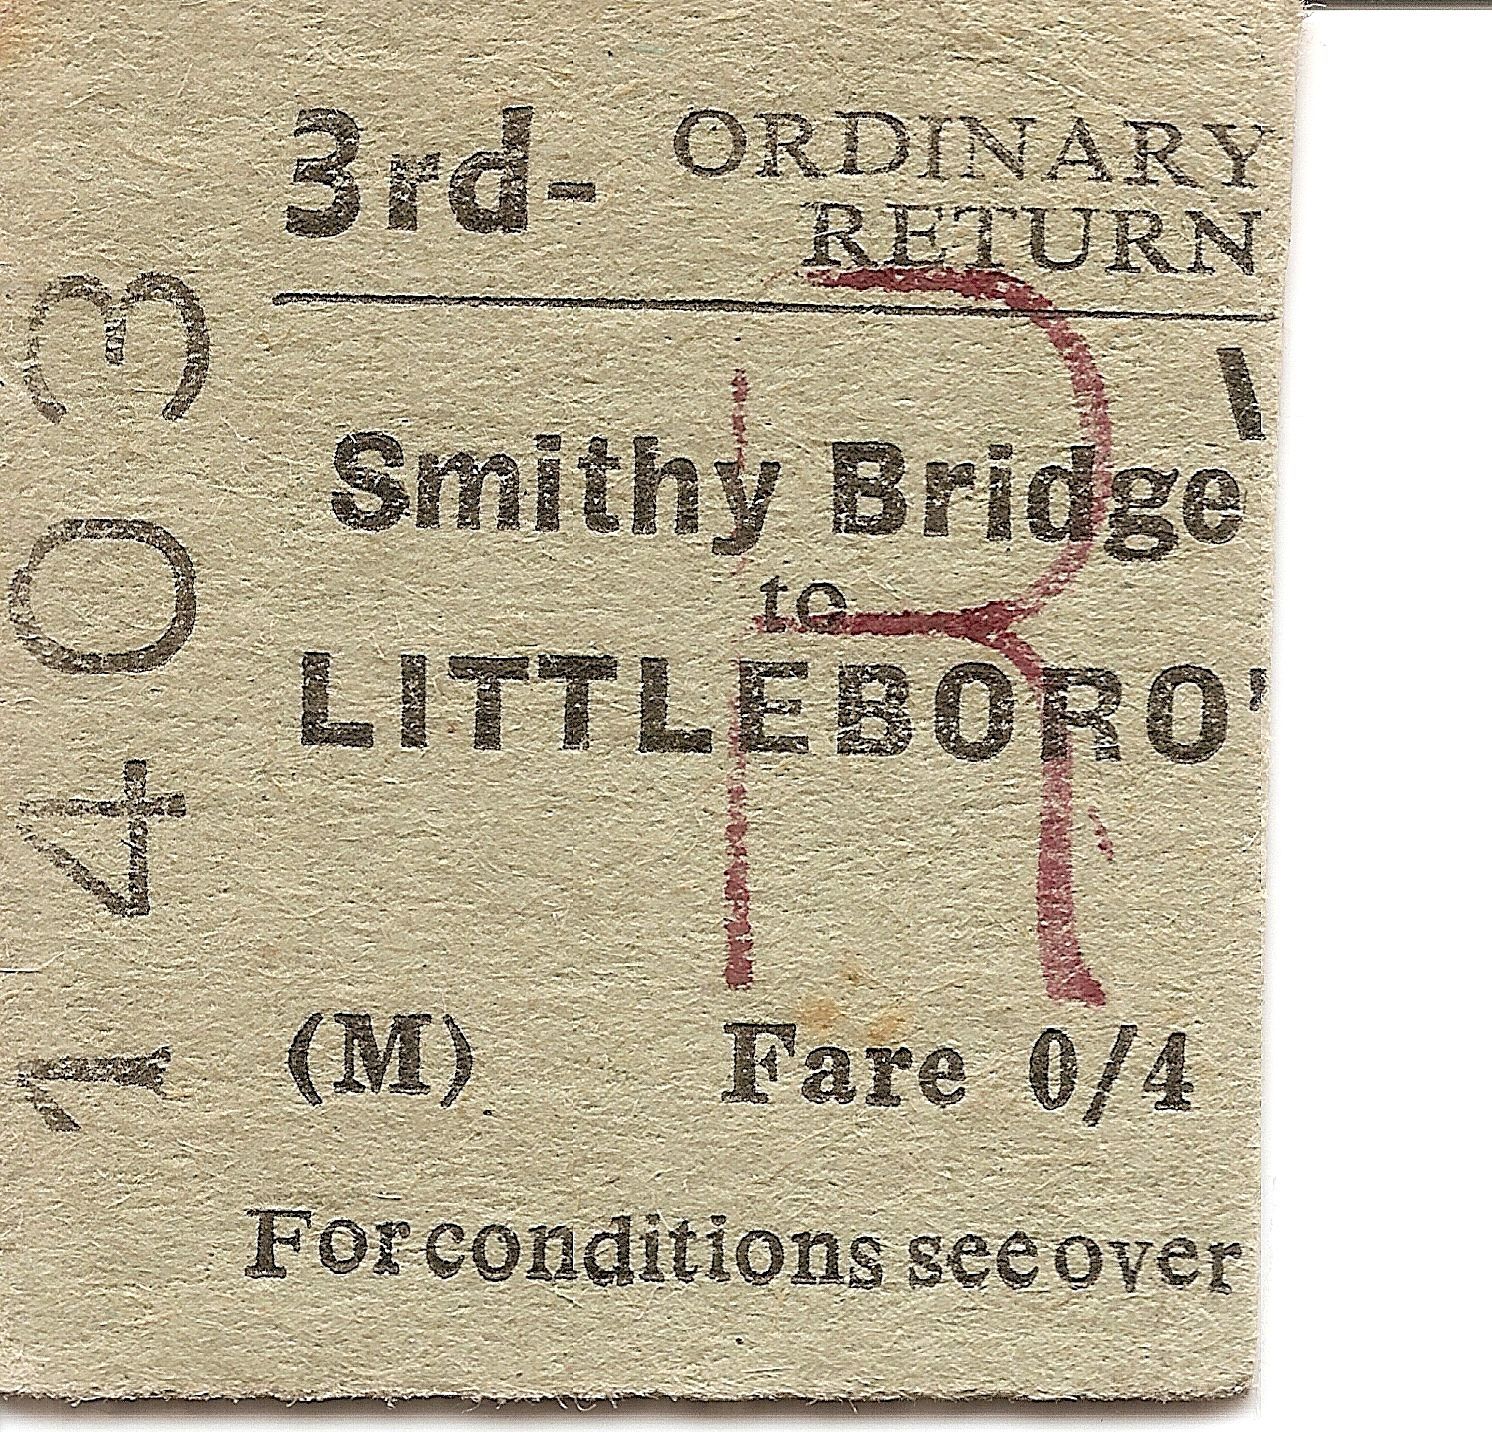 3rd- ORDINARY
RETURN
Smithy Bridge
to
LITTLEBORO'
R
(M) Fare 0/4
For conditions see over
1403